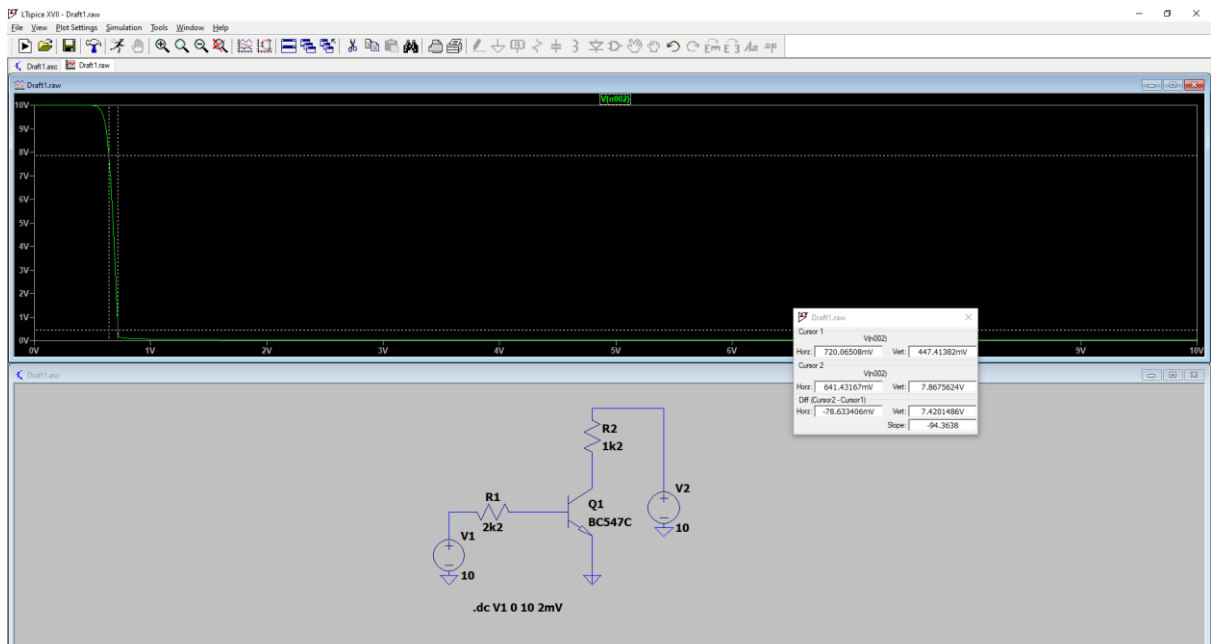 LTspice XVII - Draft1.raw
File View Plot Settings Simulation Tools Window Help
Draft1.asc Draft1.raw
Draft1.raw
V(n002)
10V
9V
8V
7V
6V
5V
4V
3V
2V
1V
0V
0V 1V 2V 3V 4V 5V 6V 9V 10V
Draft1.raw
Cursor 1
V(n002)
Horz: 720.06508mV Vert: 447.41382mV
Cursor 2
V(n002)
Horz: 641.43167mV Vert: 7.8675624V
Diff (Cursor2 - Cursor1)
Horz: -78.633406mV Vert: 7.4201486V
Slope: -94.3638
Draft1.asc
R2
1k2
R1
2k2
Q1
BC547C
V2
10
V1
10
.dc V1 0 10 2mV